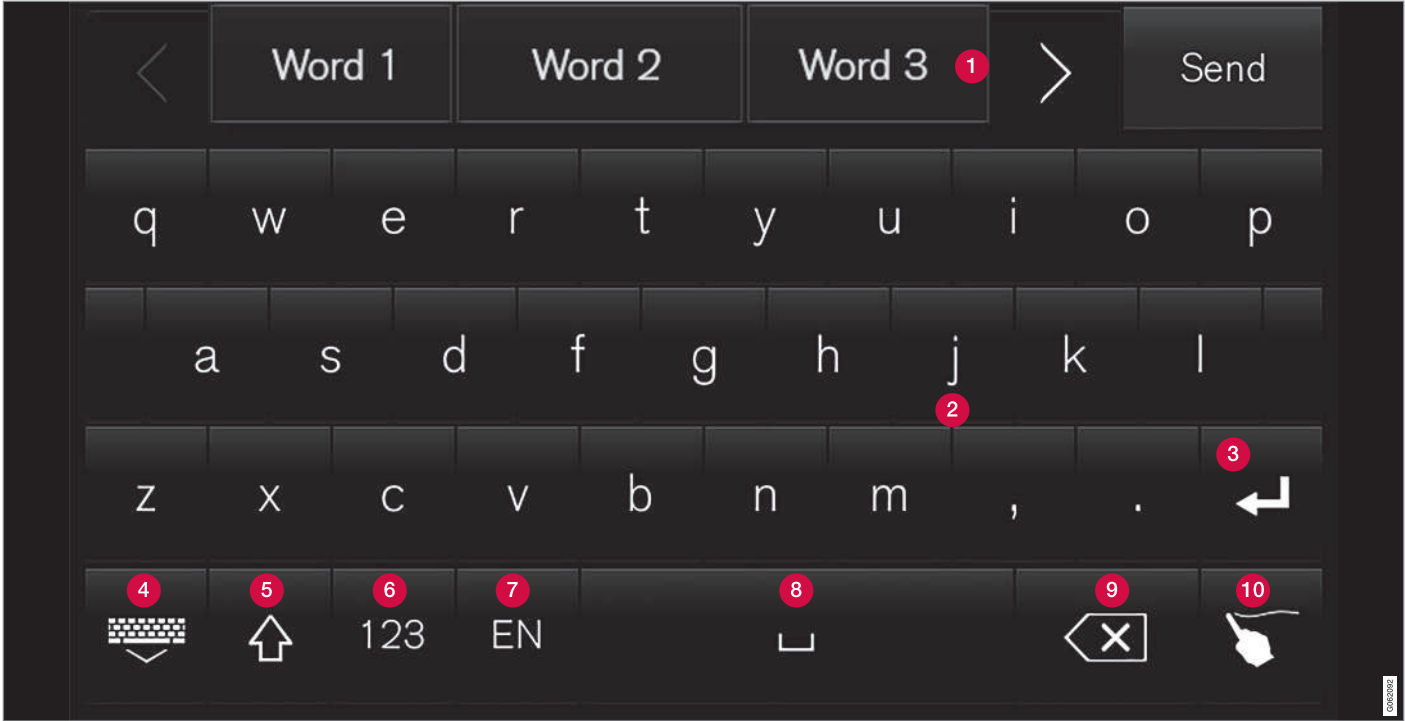 Word 1 Word 2 Word 3 1 Send
q w e r t y u i o p
a s d f g h j k l
2
3
z x c v b n m , .
4 5 6 7 8 9 10
123 EN
G062092